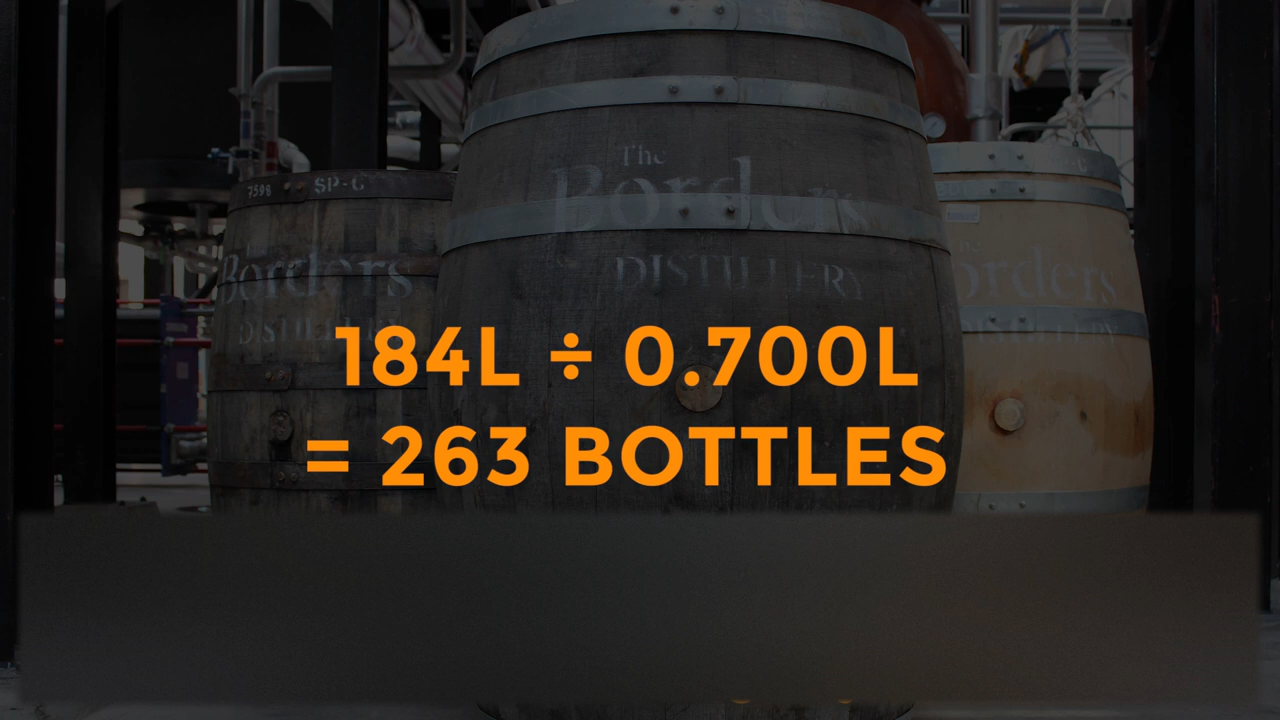 7598 SP-C
The
Borders
DISTILLERY
Borders
DISTILLERY
Borders
184L ÷ 0.700L
= 263 BOTTLES